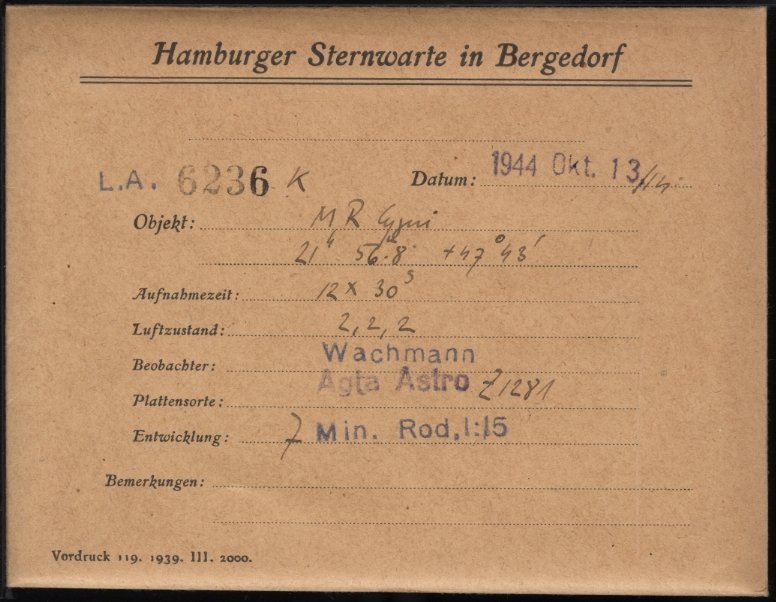 Hamburger Sternwarte in Bergedorf
L.A. 6236 K Datum: 1944 Okt. 13/14.
Objekt: MR Cygni
21ʰ 56.ᵐ8 +47°43′
Aufnahmezeit: 12 x 30ˢ
Luftzustand: 2, 2, 2
Beobachter: Wachmann
Plattensorte: Agfa Astro Z1281
Entwicklung: 7 Min. Rod, 1:15
Bemerkungen:
Vordruck 119. 1939. III. 2000.